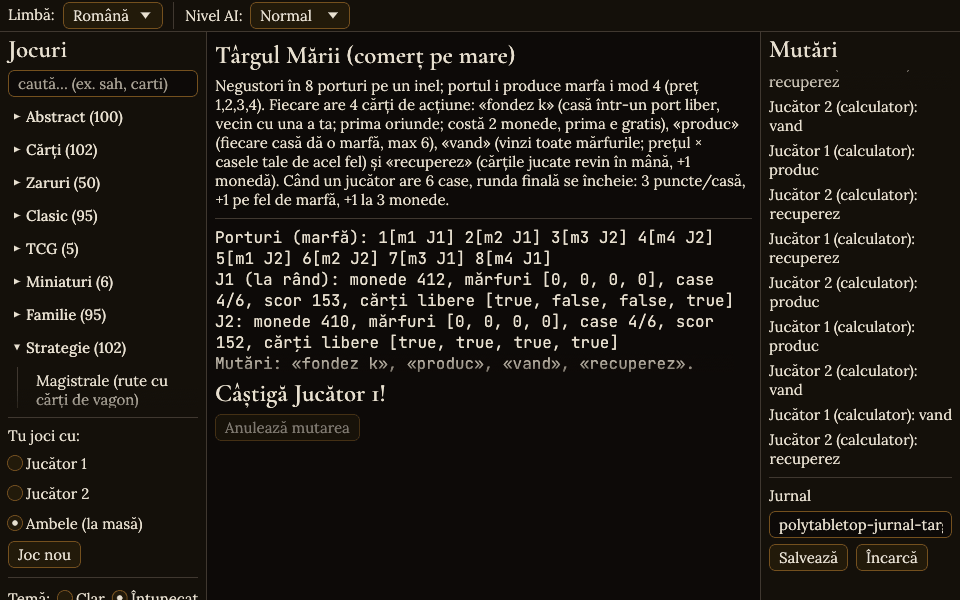 Limbă: Română ▼ Nivel AI: Normal ▼
Jocuri
caută... (ex. sah, carti)
▸ Abstract (100)
▸ Cărți (102)
▸ Zaruri (50)
▸ Clasic (95)
▸ TCG (5)
▸ Miniaturi (6)
▸ Familie (95)
▾ Strategie (102)
Magistrale (rute cu
cărți de vagon)
Tu joci cu:
Jucător 1
Jucător 2
Ambele (la masă)
Joc nou
Temă: Clar Întunecat
Târgul Mării (comerț pe mare)
Negustori în 8 porturi pe un inel; portul i produce marfa i mod 4 (preț
1,2,3,4). Fiecare are 4 cărți de acțiune: «fondez k» (casă într-un port liber,
vecin cu una a ta; prima oriunde; costă 2 monede, prima e gratis), «produc»
(fiecare casă dă o marfă, max 6), «vand» (vinzi toate mărfurile; prețul ×
casele tale de acel fel) și «recuperez» (cărțile jucate revin în mână, +1
monedă). Când un jucător are 6 case, runda finală se încheie: 3 puncte/casă,
+1 pe fel de marfă, +1 la 3 monede.
Porturi (marfă): 1[m1 J1] 2[m2 J1] 3[m3 J2] 4[m4 J2]
5[m1 J2] 6[m2 J2] 7[m3 J1] 8[m4 J1]
J1 (la rând): monede 412, mărfuri [0, 0, 0, 0], case
4/6, scor 153, cărți libere [true, false, false, true]
J2: monede 410, mărfuri [0, 0, 0, 0], case 4/6, scor
152, cărți libere [true, true, true, true]
Mutări: «fondez k», «produc», «vand», «recuperez».
Câștigă Jucător 1!
Anulează mutarea
Mutări
recuperez
Jucător 2 (calculator):
vand
Jucător 1 (calculator):
produc
Jucător 2 (calculator):
recuperez
Jucător 1 (calculator):
recuperez
Jucător 2 (calculator):
produc
Jucător 1 (calculator):
produc
Jucător 2 (calculator):
vand
Jucător 1 (calculator): vand
Jucător 2 (calculator):
recuperez
Jurnal
polytabletop-jurnal-tar
Salvează Încarcă